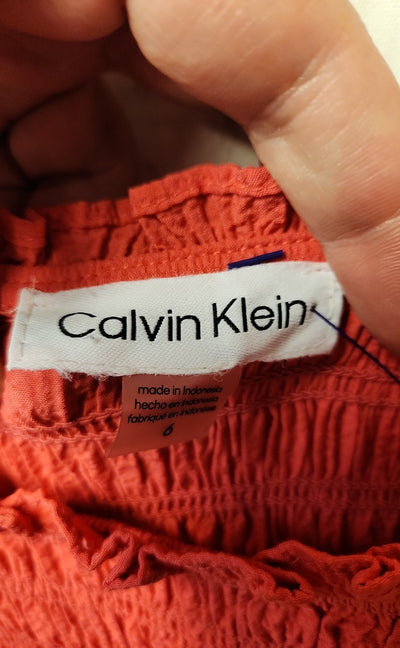 Calvin Klein
made in Indonesia
hecho en Indonesia
fabriqué en Indonésie
6